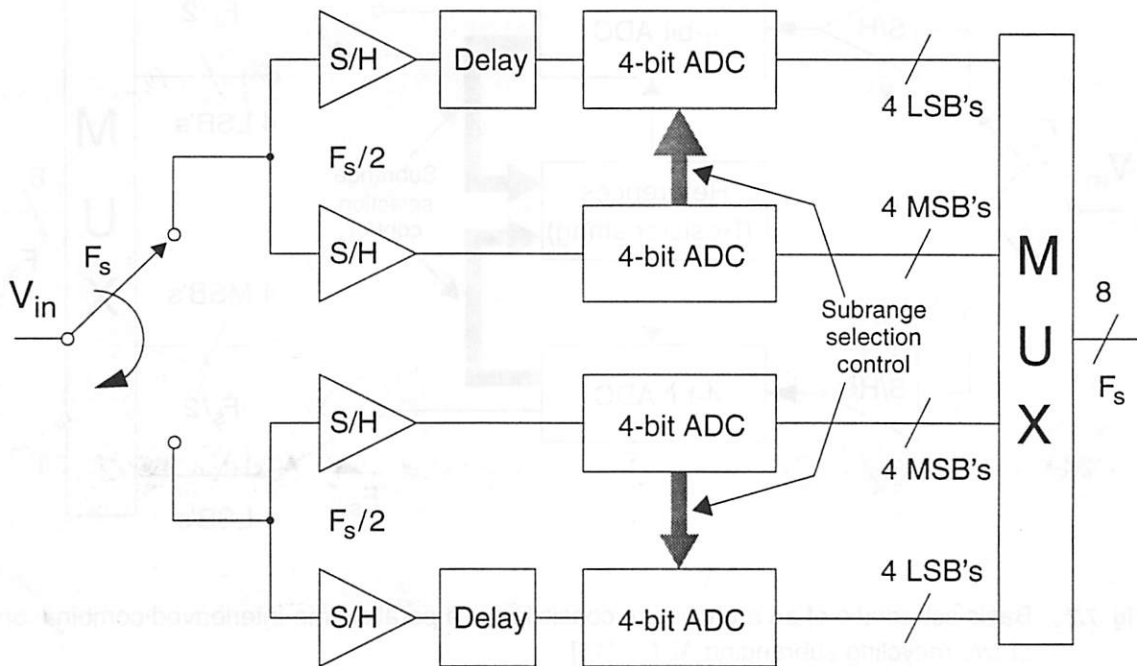 S/H
Delay
4-bit ADC
4 LSB's
F_s/2
S/H
4-bit ADC
4 MSB's
F_s
V_in
Subrange
selection
control
M
U
X
8
F_s
S/H
4-bit ADC
4 MSB's
F_s/2
S/H
Delay
4-bit ADC
4 LSB's